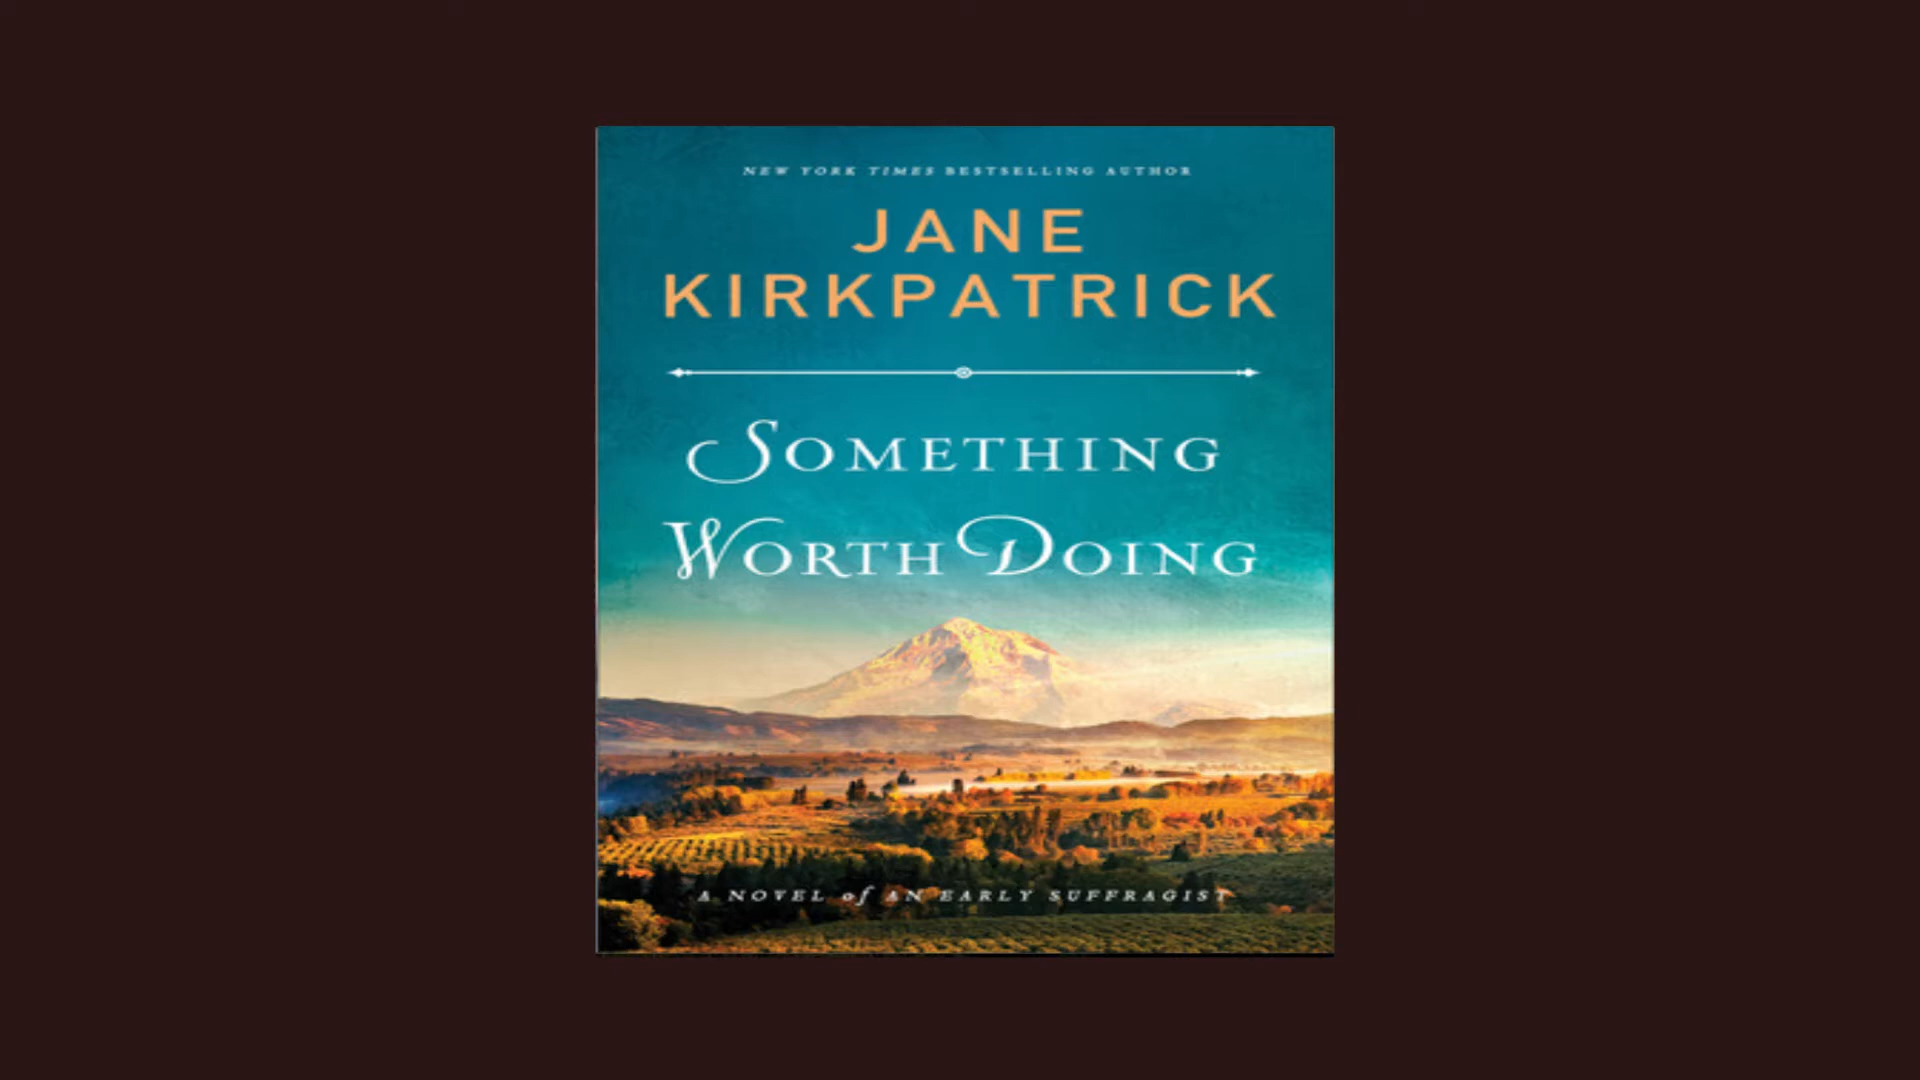 NEW YORK TIMES BESTSELLING AUTHOR
JANE
KIRKPATRICK
SOMETHING
WORTH DOING
A NOVEL of AN EARLY SUFFRAGIST